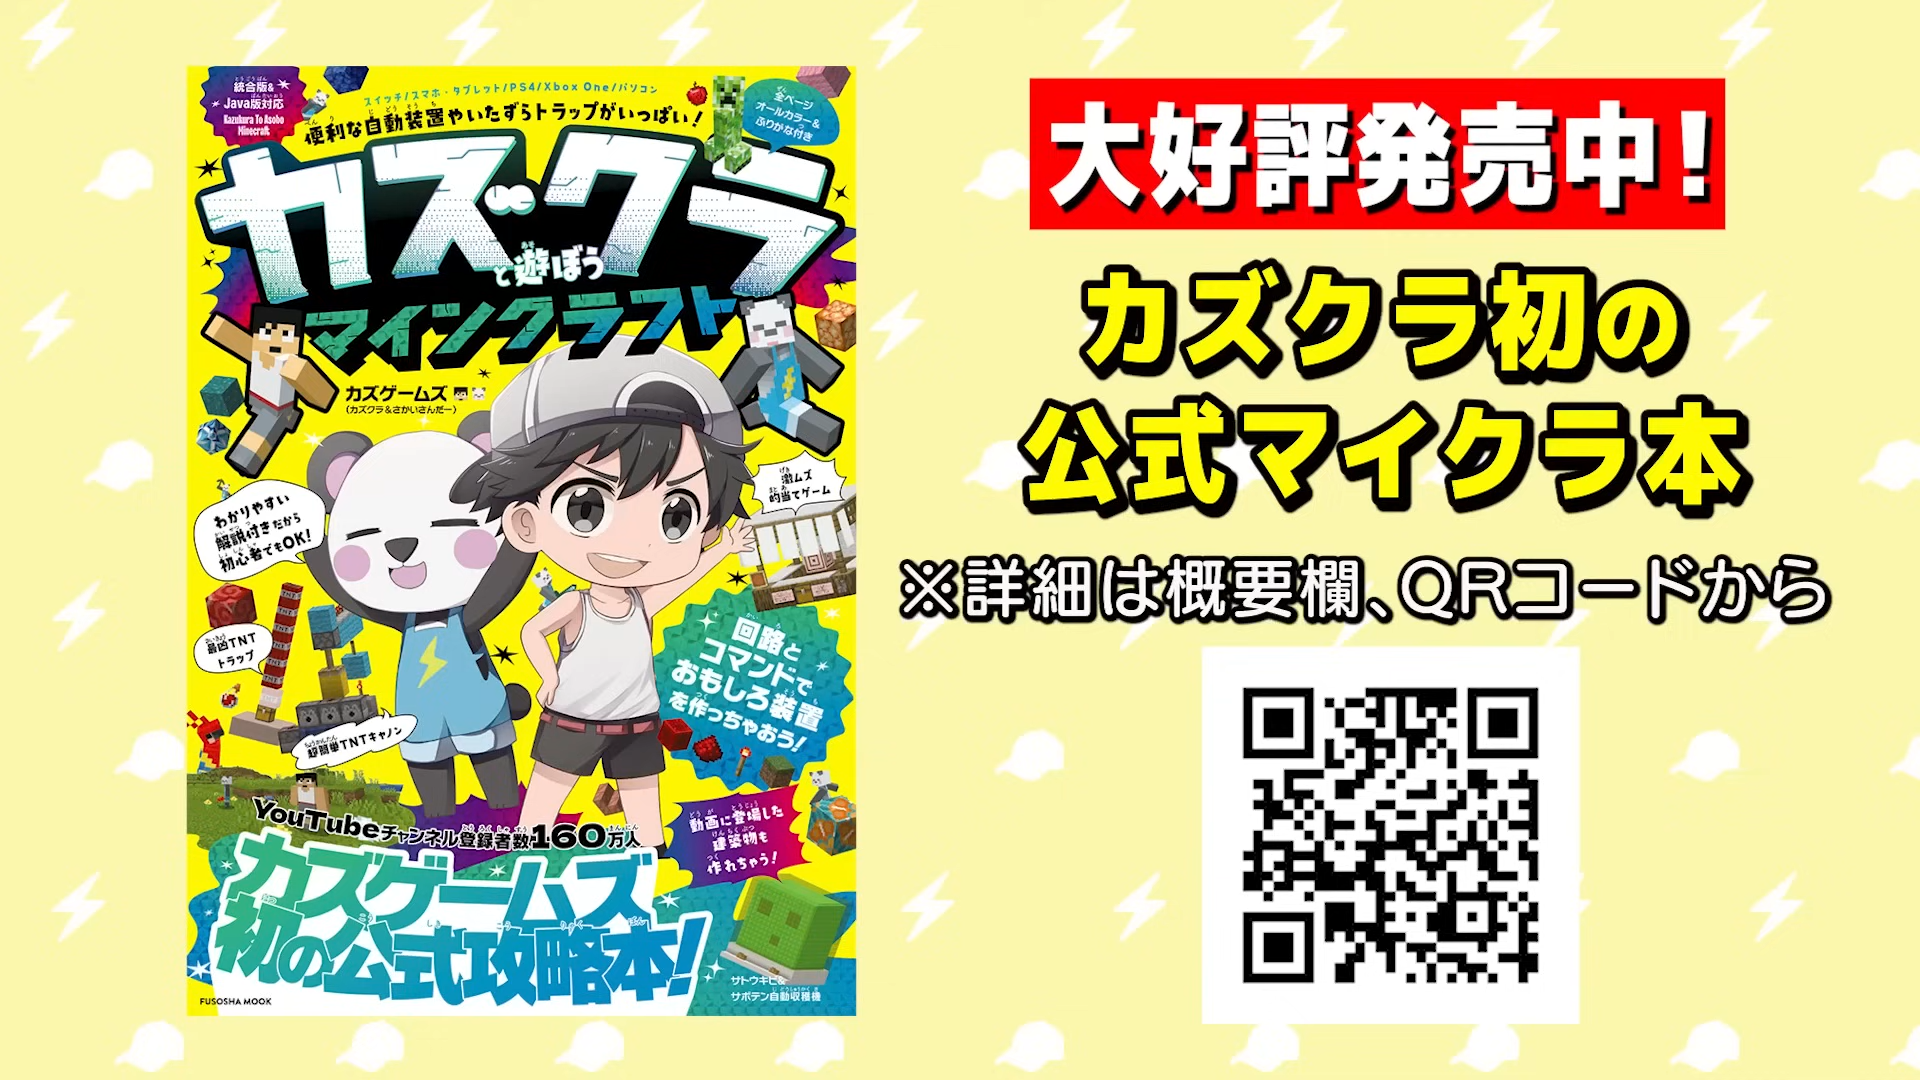 統合版&
Java版対応
Kazukura To Asobo
Minecraft
スイッチ/スマホ・タブレット/PS4/Xbox One/パソコン
便利な自動装置やいたずらトラップがいっぱい!
全ページ
オールカラー&
ふりがな付き
カズクラ
と遊ぼう
マインクラフト
カズゲームズ
(カズクラ&さかいさんだー)
わかりやすい
解説付きだから
初心者でもOK!
激ムズ
的当てゲーム
最凶TNT
トラップ
超簡単TNTキャノン
回路と
コマンドで
おもしろ装置
を作っちゃおう!
動画に登場した
建築物も
作れちゃう!
YouTubeチャンネル登録者数160万人
カズゲームズ
初の公式攻略本!
サトウキビ&
サボテン自動収穫機
FUSOSHA MOOK
大好評発売中!
カズクラ初の
公式マイクラ本
※詳細は概要欄、QRコードから